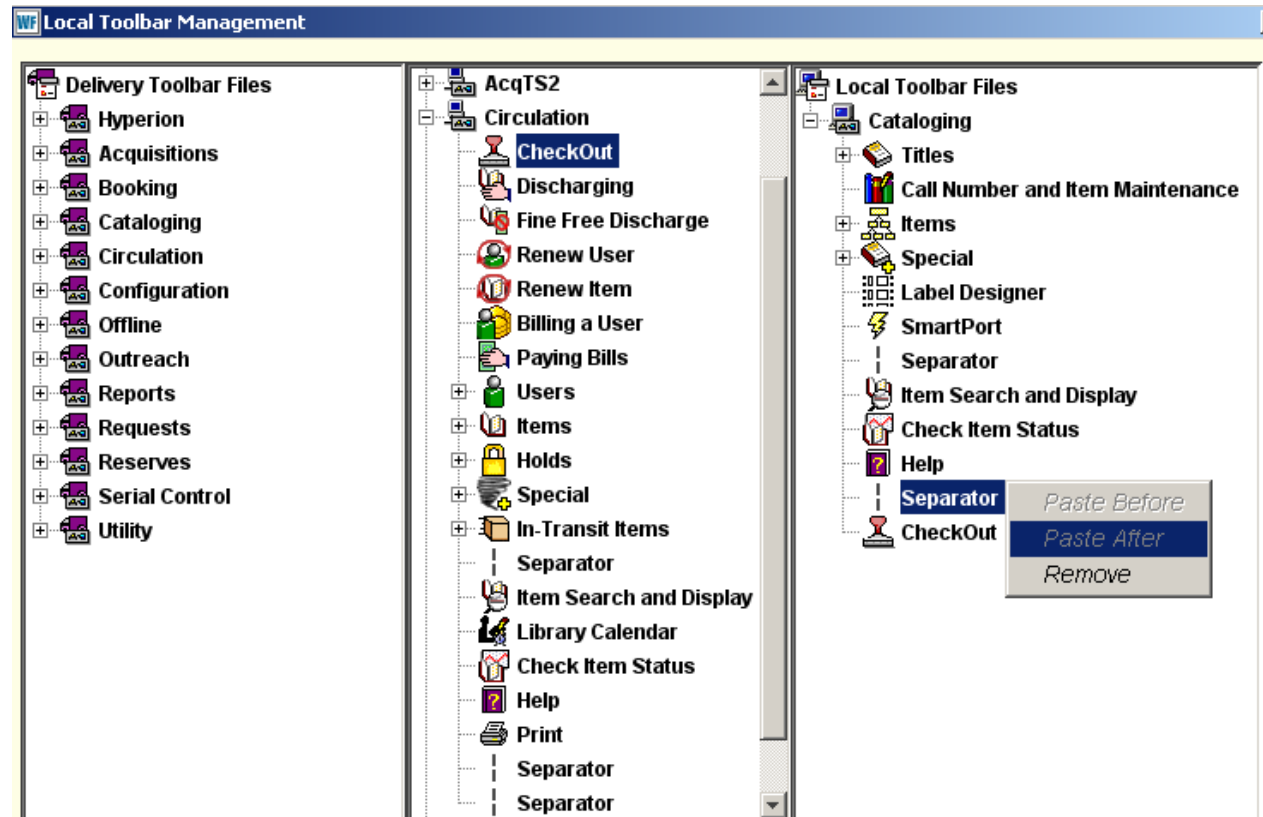 WF Local Toolbar Management
Delivery Toolbar Files
Hyperion
Acquisitions
Booking
Cataloging
Circulation
Configuration
Offline
Outreach
Reports
Requests
Reserves
Serial Control
Utility
AcqTS2
Circulation
CheckOut
Discharging
Fine Free Discharge
Renew User
Renew Item
Billing a User
Paying Bills
Users
Items
Holds
Special
In-Transit Items
Separator
Item Search and Display
Library Calendar
Check Item Status
Help
Print
Separator
Separator
Local Toolbar Files
Cataloging
Titles
Call Number and Item Maintenance
Items
Special
Label Designer
SmartPort
Separator
Item Search and Display
Check Item Status
Help
Separator
CheckOut
Paste Before
Paste After
Remove